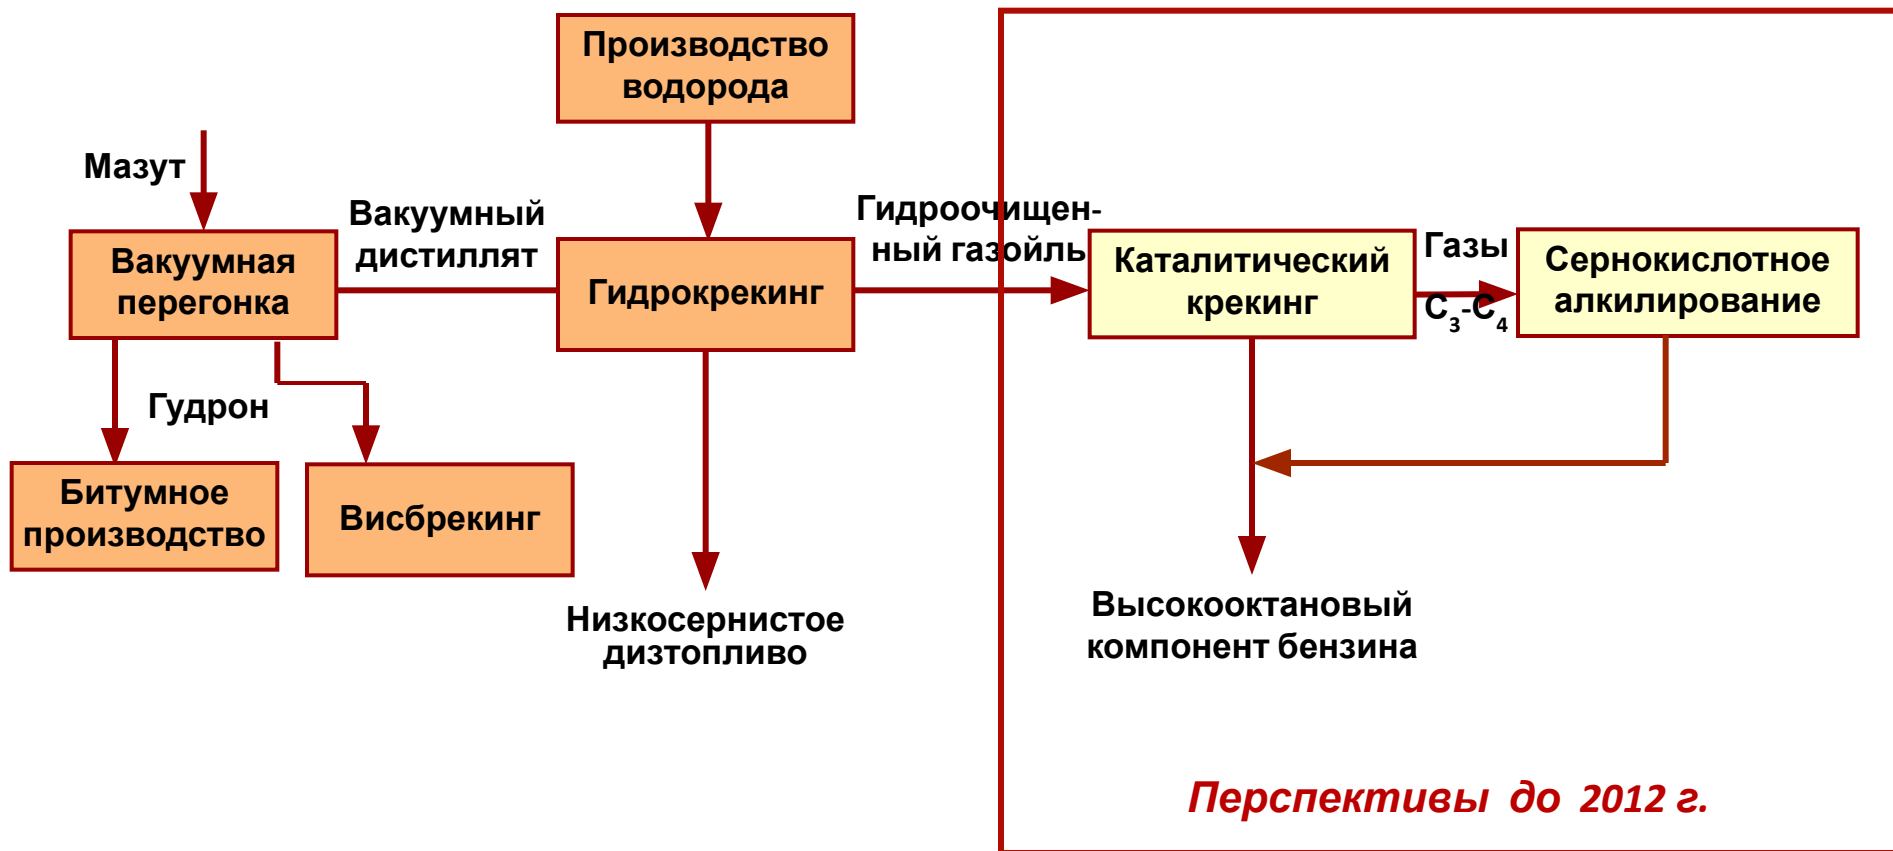 Производство
водорода
Мазут
Вакуумный
дистиллят
Гидроочищен-
ный газойль
Вакуумная
перегонка
Гидрокрекинг
Каталитический
крекинг
Газы
С3-С4
Сернокислотное
алкилирование
Гудрон
Битумное
производство
Висбрекинг
Низкосернистое
дизтопливо
Высокооктановый
компонент бензина
Перспективы до 2012 г.